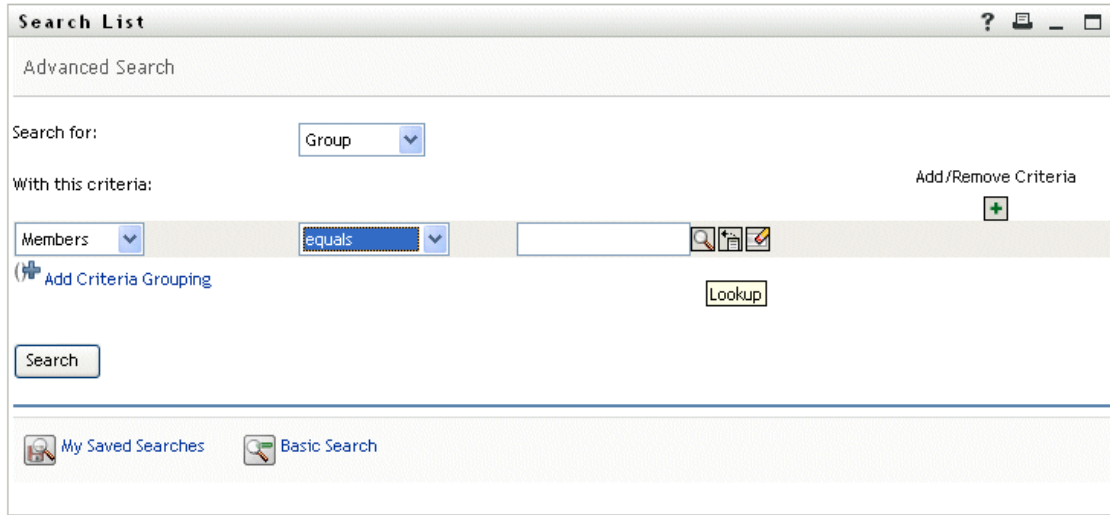 Search List ?
Advanced Search
Search for: Group
With this criteria: Add/Remove Criteria
Members equals
Add Criteria Grouping
Lookup
Search
My Saved Searches Basic Search